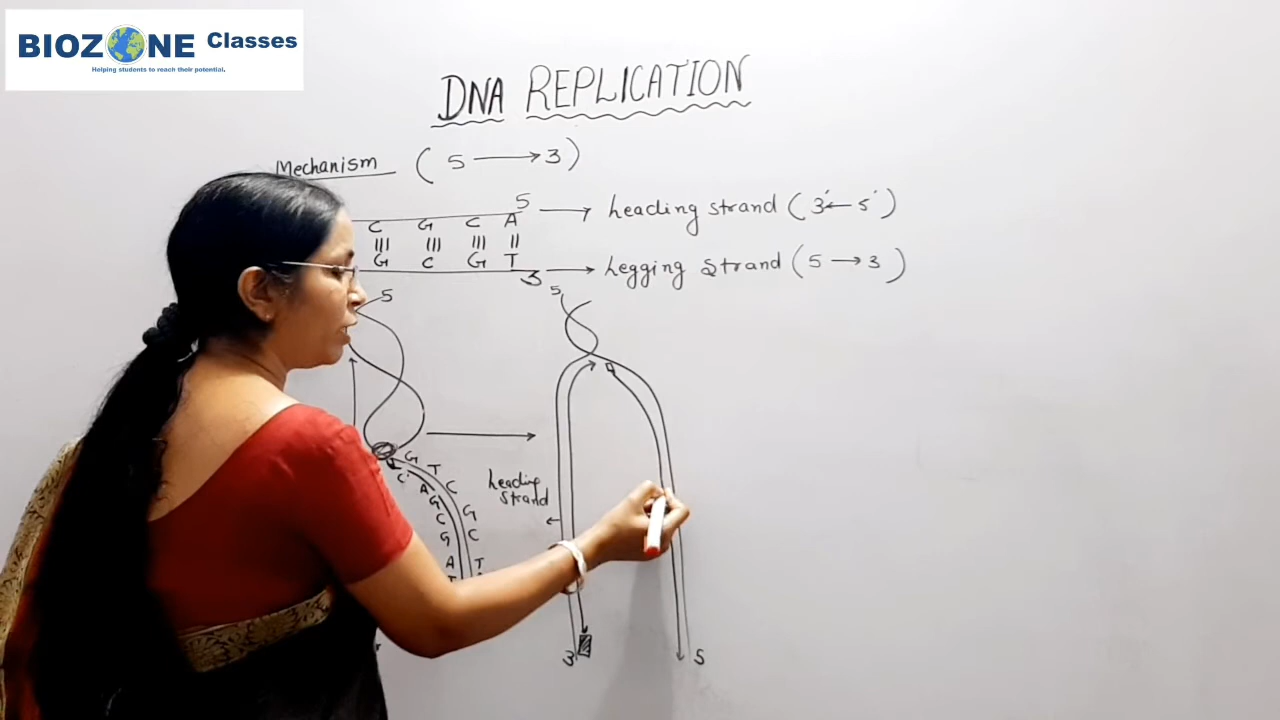 BIOZONE Classes
Helping students to reach their potential.
DNA REPLICATION
Mechanism ( 5 → 3 )
5
C G C A → Leading strand ( 3' ← 5' )
G C G T
3 → Legging Strand ( 5 → 3 )
5
5
Leading
Strand
G T C G C T
C A G C G A T
3 5